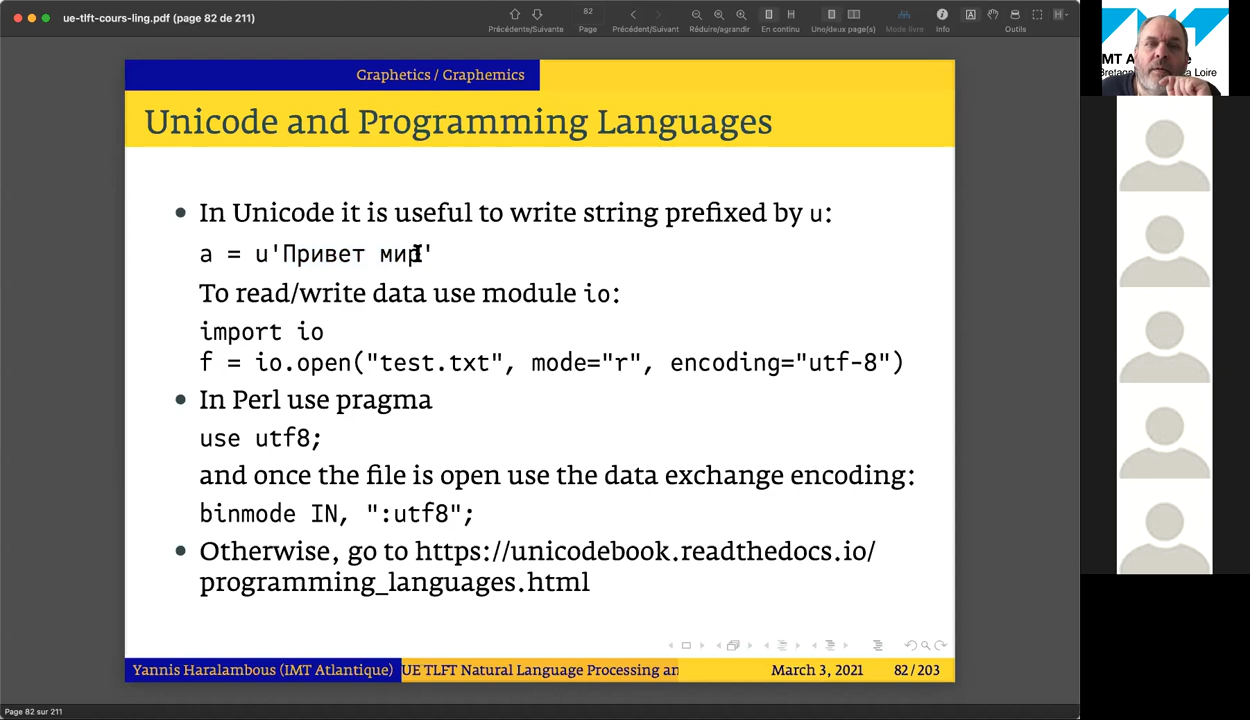 ue-tlft-cours-ling.pdf (page 82 de 211)
82
Précédente/Suivante
Page
Précédent/Suivant
Réduire/agrandir
En continu
Uno/deux page(s)
Mode livre
Info
Outils
Graphetics / Graphemics
Unicode and Programming Languages
• In Unicode it is useful to write string prefixed by u:
a = u'Привет мир'
To read/write data use module io:
import io
f = io.open("test.txt", mode="r", encoding="utf-8")
• In Perl use pragma
use utf8;
and once the file is open use the data exchange encoding:
binmode IN, ":utf8";
• Otherwise, go to https://unicodebook.readthedocs.io/
programming_languages.html
Yannis Haralambous (IMT Atlantique)
UE TLFT Natural Language Processing an
March 3, 2021
82/203
Page 82 sur 211